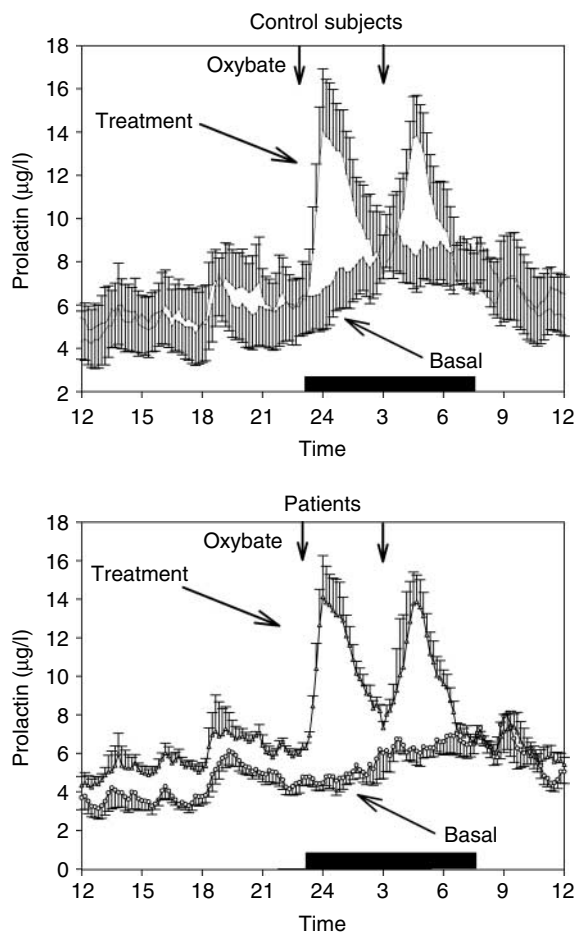 Control subjects
18
16
14
12
10
8
6
4
2
Prolactin (µg/l)
Oxybate
Treatment
Basal
12 15 18 21 24 3 6 9 12
Time
Patients
18
16
14
12
10
8
6
4
2
0
Prolactin (µg/l)
Oxybate
Treatment
Basal
12 15 18 21 24 3 6 9 12
Time